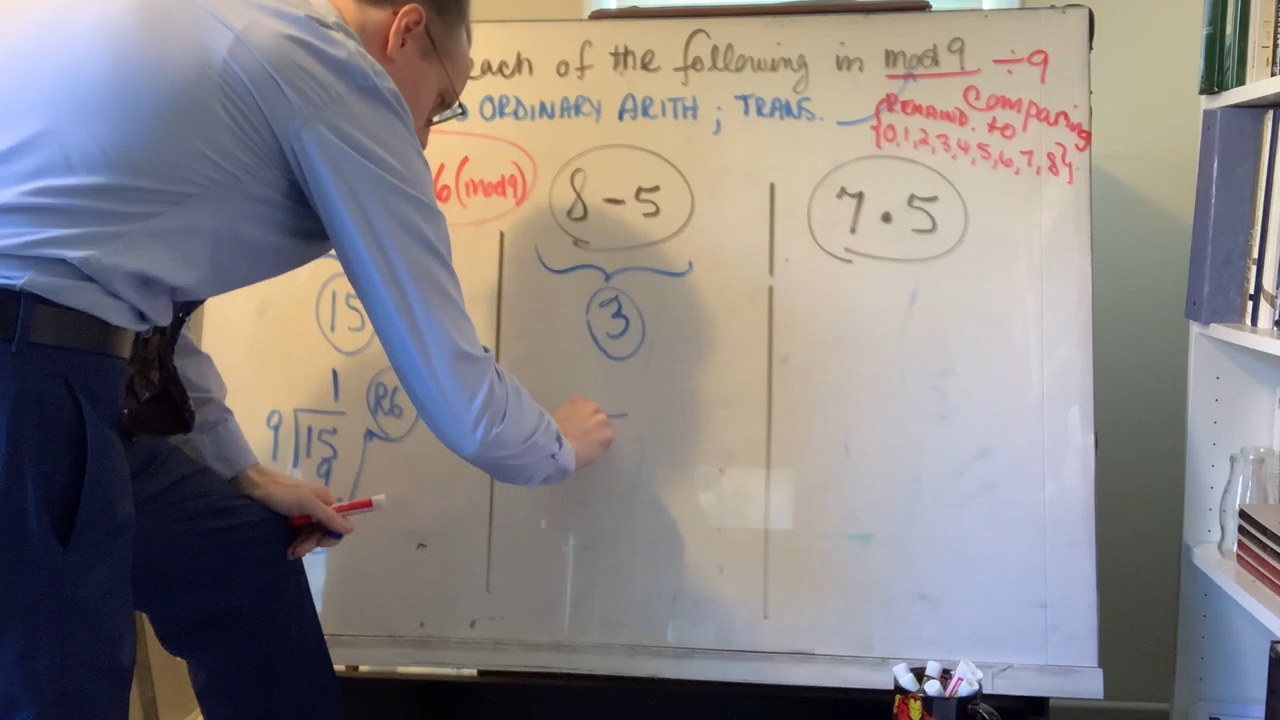 each of the following in mod 9 ÷9
ORDINARY ARITH ; TRANS.
REMAIND. Comparing to
{0,1,2,3,4,5,6,7,8}
6 (mod 9)
8 - 5
7 • 5
15
3
1 R6
9 15
9